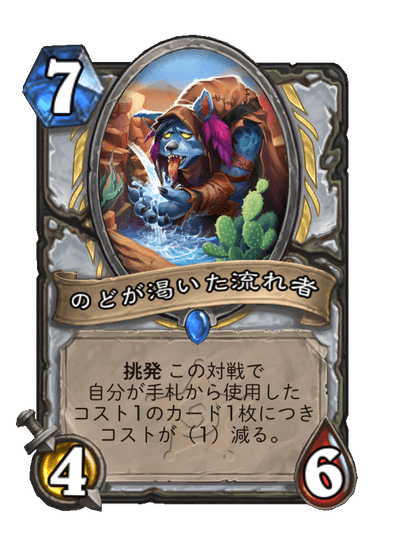 7
のどが渇いた流れ者
挑発 この対戦で
自分が手札から使用した
コスト1のカード1枚につき
コストが（1）減る。
4
6